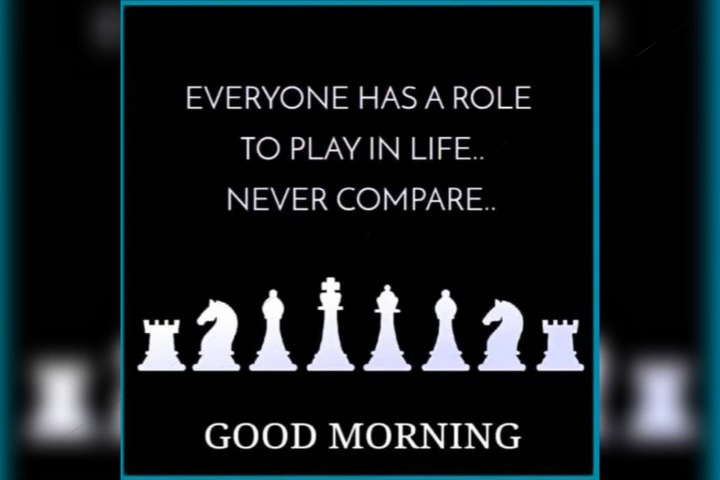 EVERYONE HAS A ROLE
TO PLAY IN LIFE..
NEVER COMPARE..
GOOD MORNING